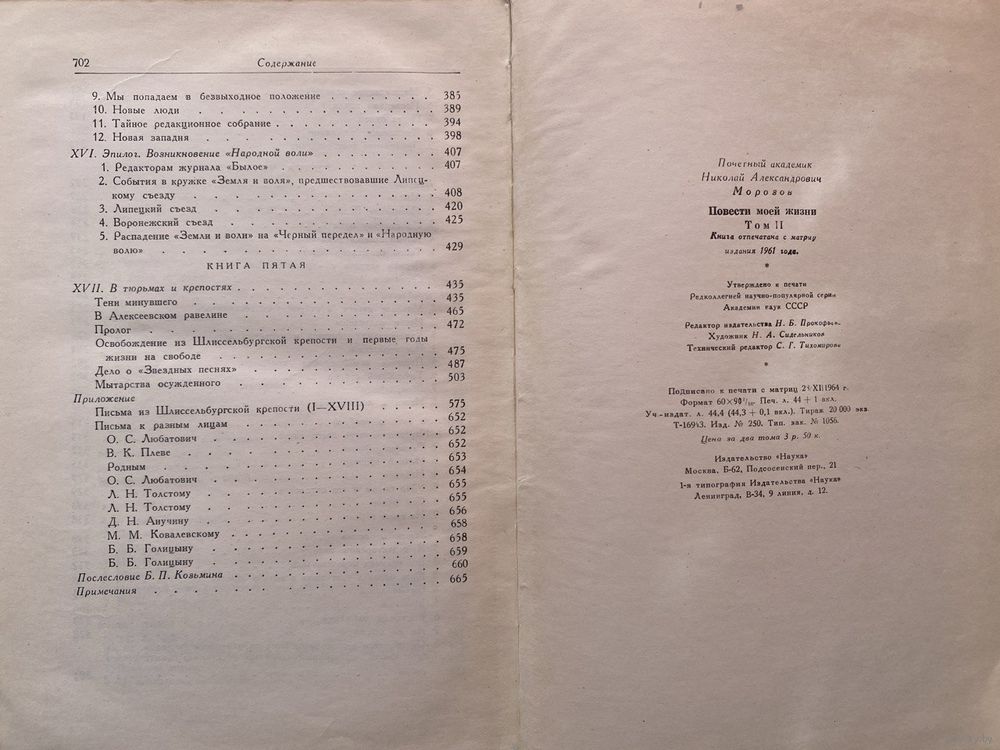 702 Содержание
9. Мы попадаем в безвыходное положение . . . . . . . 385
10. Новые люди . . . . . . . . . . . . . . 389
11. Тайное редакционное собрание . . . . . . . . . . 394
12. Новая западня . . . . . . . . . . . . . 398
XVI. Эпилог. Возникновение «Народной воли» . . . . . . . . 407
1. Редакторам журнала «Былое» . . . . . . . . . . 407
2. События в кружке «Земля и воля», предшествовавшие Липец-
кому съезду . . . . . . . . . . . . . 408
3. Липецкий съезд . . . . . . . . . . . . 420
4. Воронежский съезд . . . . . . . . . . . 425
5. Распадение «Земли и воли» на «Черный передел» и «Народную
волю» . . . . . . . . . . . . . . 429
КНИГА ПЯТАЯ
XVII. В тюрьмах и крепостях . . . . . . . . . . . . 435
Тени минувшего . . . . . . . . . . . . . 435
В Алексеевском равелине . . . . . . . . . . . 465
Пролог . . . . . . . . . . . . . . . 472
Освобождение из Шлиссельбургской крепости и первые годы
жизни на свободе . . . . . . . . . . . . 475
Дело о «Звездных песнях» . . . . . . . . . . . 487
Мытарства осужденного . . . . . . . . . . . 503
Приложение
Письма из Шлиссельбургской крепости (I—XVIII) . . . . . 575
Письма к разным лицам . . . . . . . . . . . 652
О. С. Любатович . . . . . . . . . . . . 652
В. К. Плеве . . . . . . . . . . . . . 652
Родным . . . . . . . . . . . . . . 653
О. С. Любатович . . . . . . . . . . . . 654
Л. Н. Толстому . . . . . . . . . . . . 655
Л. Н. Толстому . . . . . . . . . . . . 655
Д. Н. Анучину . . . . . . . . . . . . 656
М. М. Ковалевскому . . . . . . . . . . . 658
Б. Б. Голицыну . . . . . . . . . . . . 658
Б. Б. Голицыну . . . . . . . . . . . . 659
Послесловие Б. П. Козьмина . . . . . . . . . . . 660
Примечания . . . . . . . . . . . . . . 665
Почетный академик
Николай Александрович
Морозов
Повести моей жизни
Том II
Книга отпечатана с матриц
издания 1961 года.
*
Утверждено к печати
Редколлегией научно-популярной серии
Академии наук СССР
Редактор издательства Н. Б.
Художник Н. А. Сидельников
Технический редактор С. Г. Тихомирова
*
Подписано к печати с матриц 1964 г.
Формат 60×90 Печ. л. 44 + 1 вкл.
Уч.-издат. л. 44,4 (44,3 + 0,1 вкл.). Тираж 20 000 экз.
Изд. № 250. Тип. зак. № 1056.
Цена за два тома 3 р. 50 к.
Издательство «Наука»
Москва, Б-62, Подсосенский пер., 21
1-я типография Издательства «Наука»
Ленинград, В-34, 9 линия, д. 12.